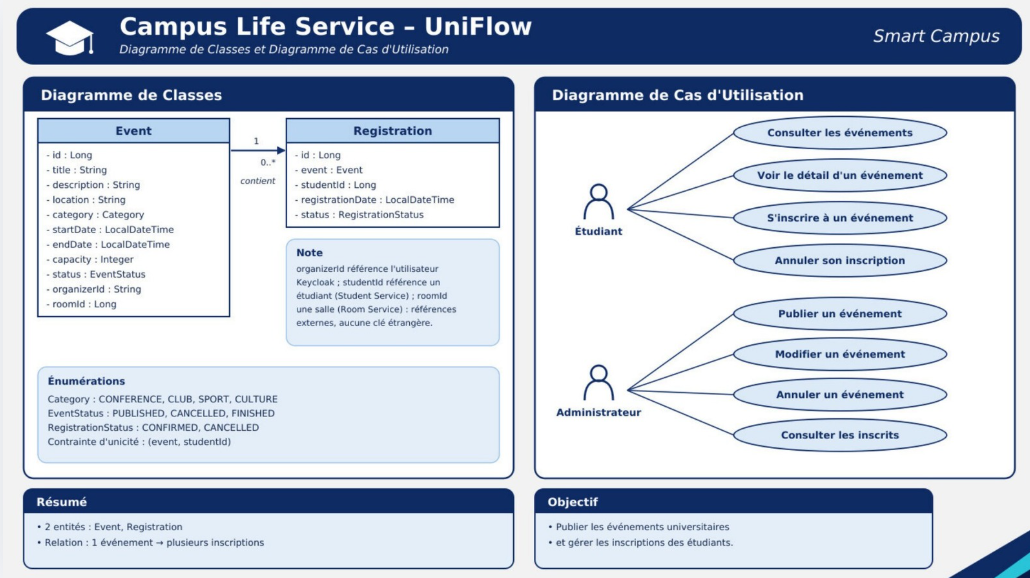 Campus Life Service – UniFlow
Diagramme de Classes et Diagramme de Cas d'Utilisation
Smart Campus
Diagramme de Classes
Event
- id : Long
- title : String
- description : String
- location : String
- category : Category
- startDate : LocalDateTime
- endDate : LocalDateTime
- capacity : Integer
- status : EventStatus
- organizerId : String
- roomId : Long
1
0..*
contient
Registration
- id : Long
- event : Event
- studentId : Long
- registrationDate : LocalDateTime
- status : RegistrationStatus
Note
organizerId référence l'utilisateur
Keycloak ; studentId référence un
étudiant (Student Service) ; roomId
une salle (Room Service) : références
externes, aucune clé étrangère.
Énumérations
Category : CONFERENCE, CLUB, SPORT, CULTURE
EventStatus : PUBLISHED, CANCELLED, FINISHED
RegistrationStatus : CONFIRMED, CANCELLED
Contrainte d'unicité : (event, studentId)
Diagramme de Cas d'Utilisation
Étudiant
Consulter les événements
Voir le détail d'un événement
S'inscrire à un événement
Annuler son inscription
Administrateur
Publier un événement
Modifier un événement
Annuler un événement
Consulter les inscrits
Résumé
• 2 entités : Event, Registration
• Relation : 1 événement → plusieurs inscriptions
Objectif
• Publier les événements universitaires
• et gérer les inscriptions des étudiants.